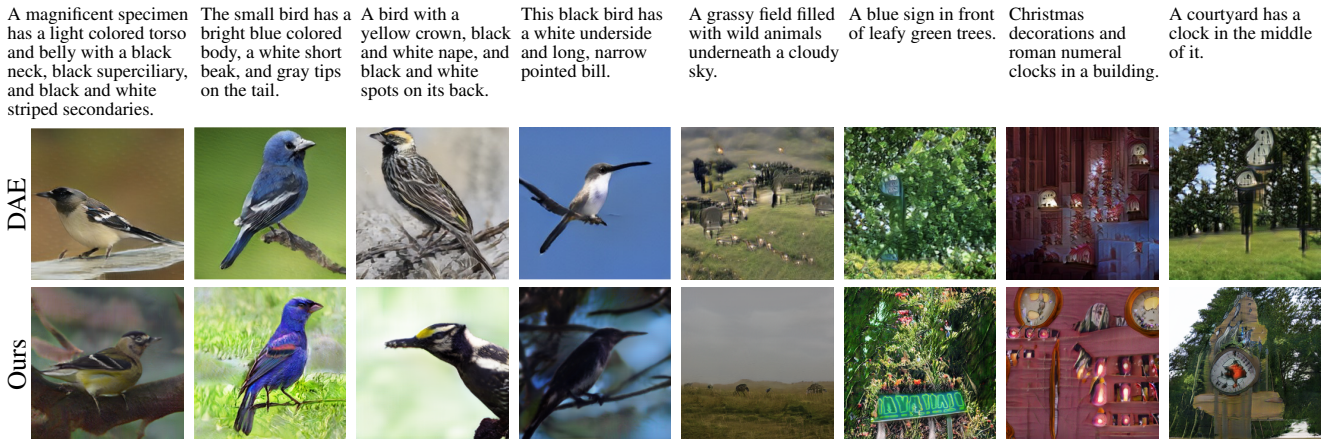 A magnificent specimen
has a light colored torso
and belly with a black
neck, black superciliary,
and black and white
striped secondaries.
The small bird has a
bright blue colored
body, a white short
beak, and gray tips
on the tail.
A bird with a
yellow crown, black
and white nape, and
black and white
spots on its back.
This black bird has
a white underside
and long, narrow
pointed bill.
A grassy field filled
with wild animals
underneath a cloudy
sky.
A blue sign in front
of leafy green trees.
Christmas
decorations and
roman numeral
clocks in a building.
A courtyard has a
clock in the middle
of it.
DAE
Ours